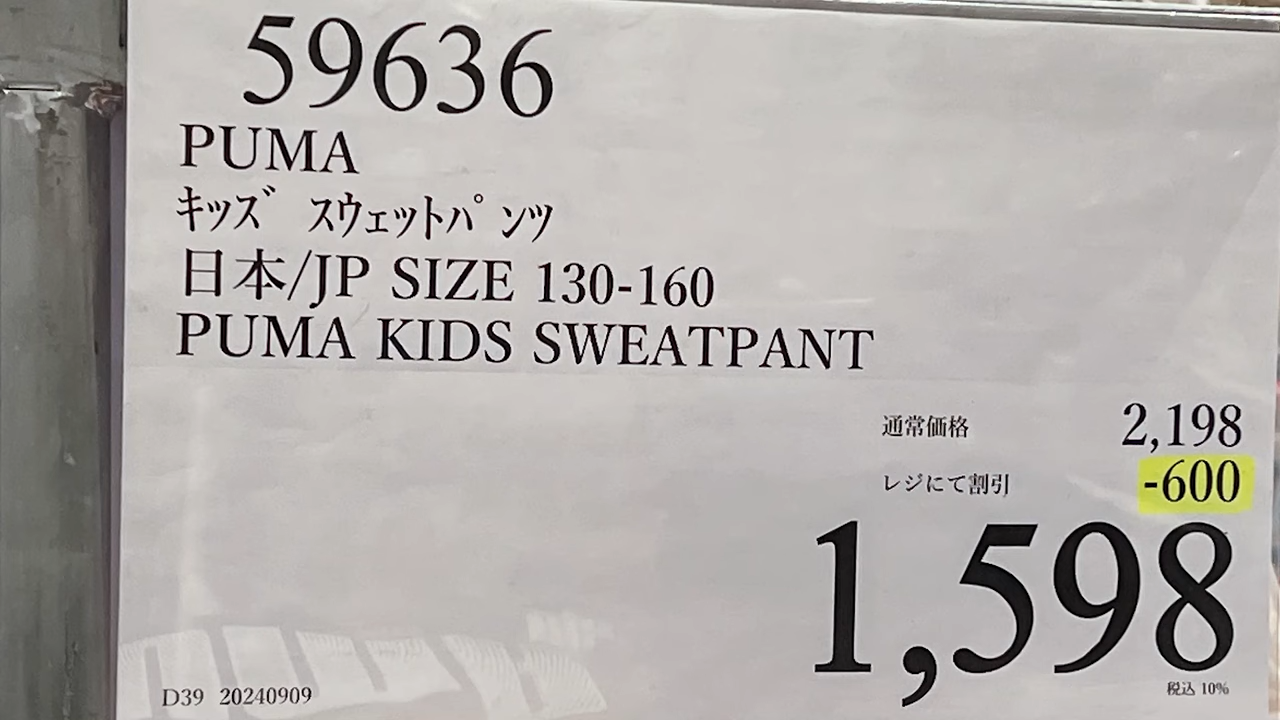 59636
PUMA
ｷｯｽﾞ ｽｳｪｯﾄﾊﾟﾝﾂ
日本/JP SIZE 130-160
PUMA KIDS SWEATPANT
通常価格 2,198
レジにて割引 -600
1,598
税込 10%
D39 20240909